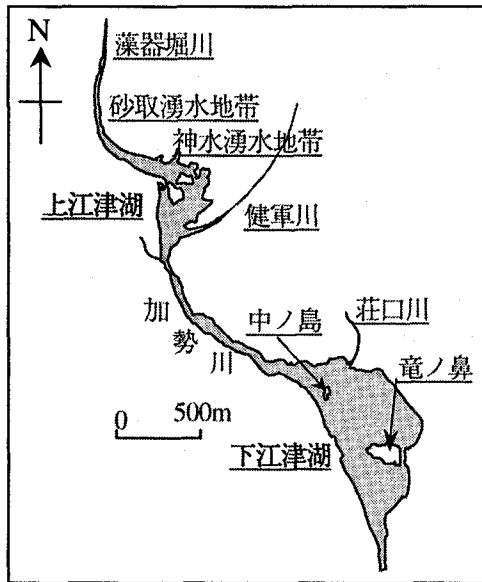 N
藻器堀川
砂取湧水地帯
神水湧水地帯
上江津湖
健軍川
加勢川
中ノ島
荘口川
竜ノ鼻
0 500m
下江津湖